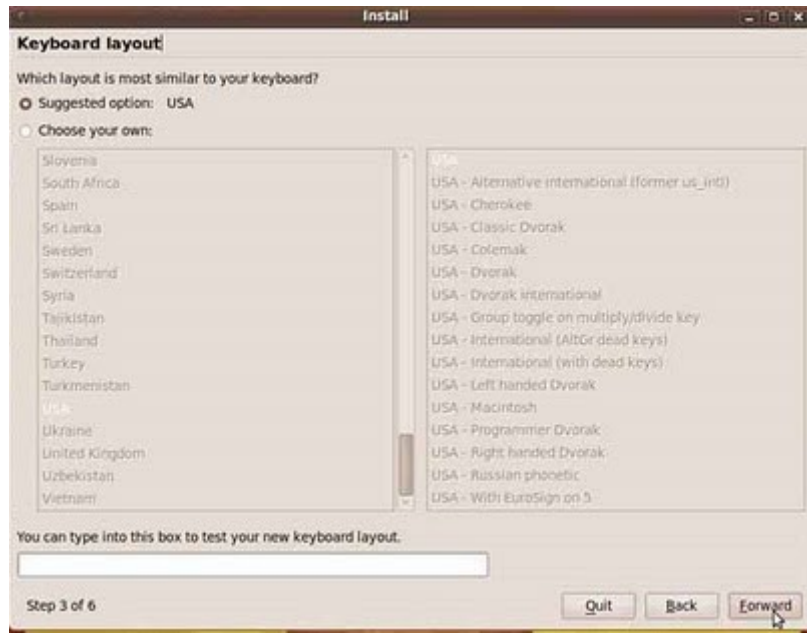 Install
Keyboard layout
Which layout is most similar to your keyboard?
Suggested option: USA
Choose your own:
Slovenia
South Africa
Spain
Sri Lanka
Sweden
Switzerland
Syria
Tajikistan
Thailand
Turkey
Turkmenistan
USA
Ukraine
United Kingdom
Uzbekistan
Vietnam
USA
USA - Alternative international (former us_intl)
USA - Cherokee
USA - Classic Dvorak
USA - Colemak
USA - Dvorak
USA - Dvorak international
USA - Group toggle on multiply/divide key
USA - International (AltGr dead keys)
USA - International (with dead keys)
USA - Left handed Dvorak
USA - Macintosh
USA - Programmer Dvorak
USA - Right handed Dvorak
USA - Russian phonetic
USA - With EuroSign on 5
You can type into this box to test your new keyboard layout.
Step 3 of 6
Quit
Back
Forward